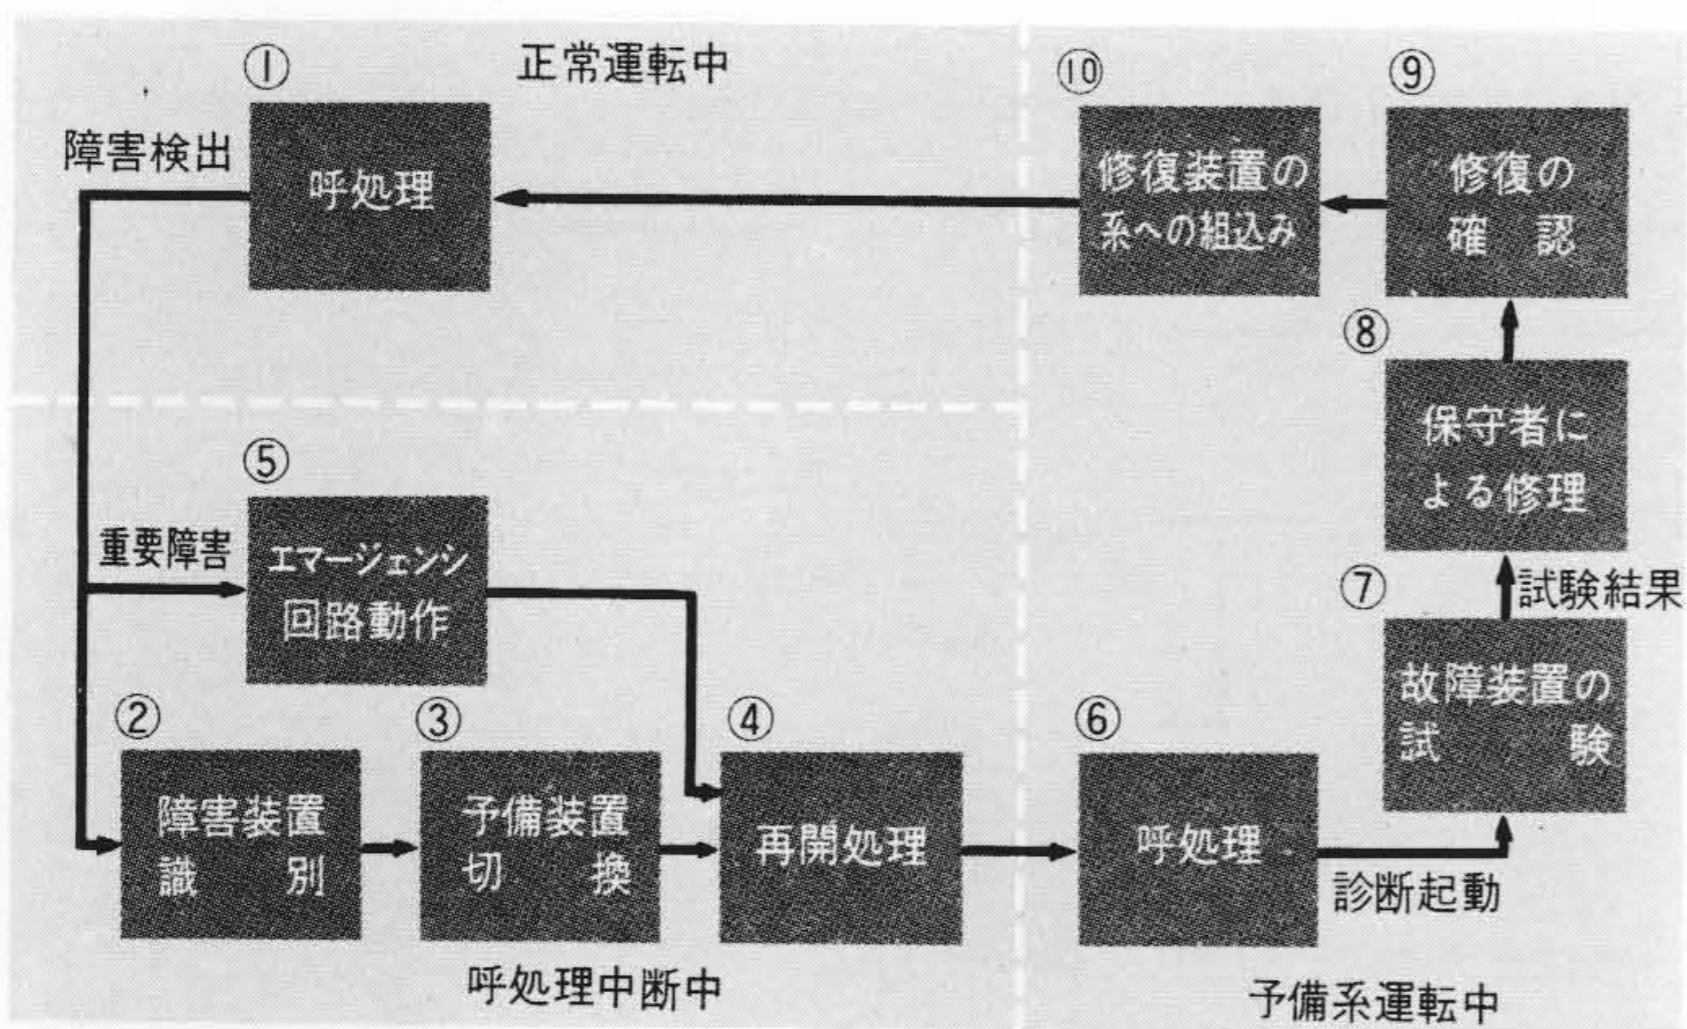 正常運転中
①
呼処理
障害検出
⑩
修復装置の
系への組込み
⑨
修復の
確 認
⑧
保守者に
よる修理
⑤
エマージェンシ
回路動作
重要障害
⑦
試験結果
故障装置の
試 験
②
障害装置
識 別
③
予備装置
切 換
④
再開処理
⑥
呼処理
診断起動
呼処理中断中
予備系運転中